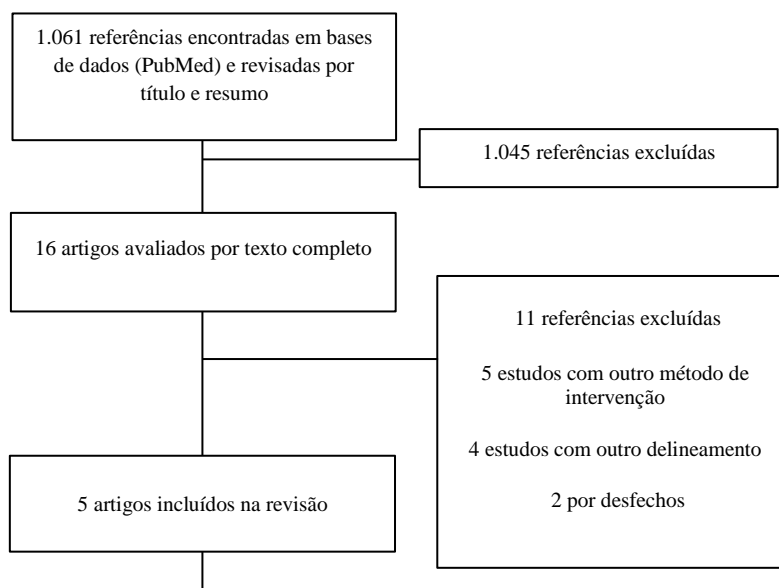 1.061 referências encontradas em bases
de dados (PubMed) e revisadas por
título e resumo
1.045 referências excluídas
16 artigos avaliados por texto completo
11 referências excluídas
5 estudos com outro método de
intervenção
4 estudos com outro delineamento
2 por desfechos
5 artigos incluídos na revisão